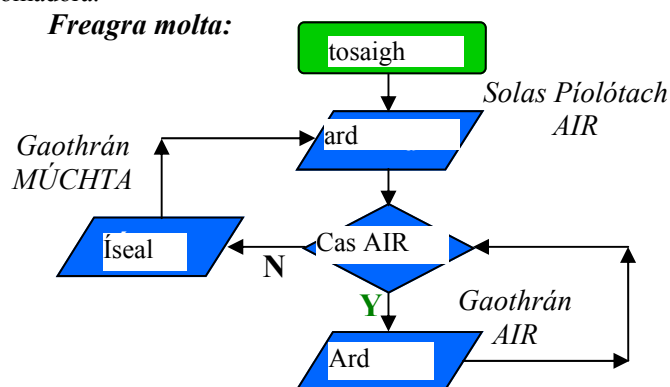 Freagra molta:
tosaigh
Solas Píolótach
AIR
ard
Gaothrán
MÚCHTA
Íseal
N
Cas AIR
Y
Gaothrán
AIR
Ard